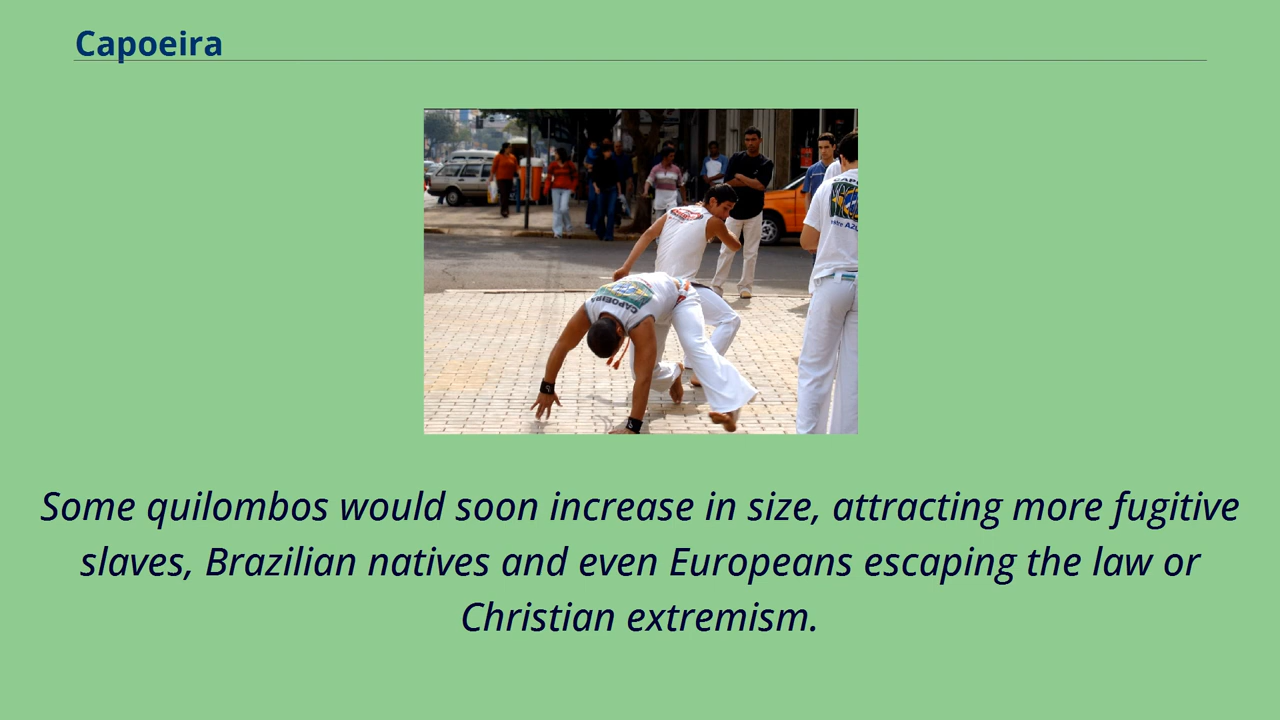 Capoeira
Some quilombos would soon increase in size, attracting more fugitive
slaves, Brazilian natives and even Europeans escaping the law or
Christian extremism.
CAPOEIRA